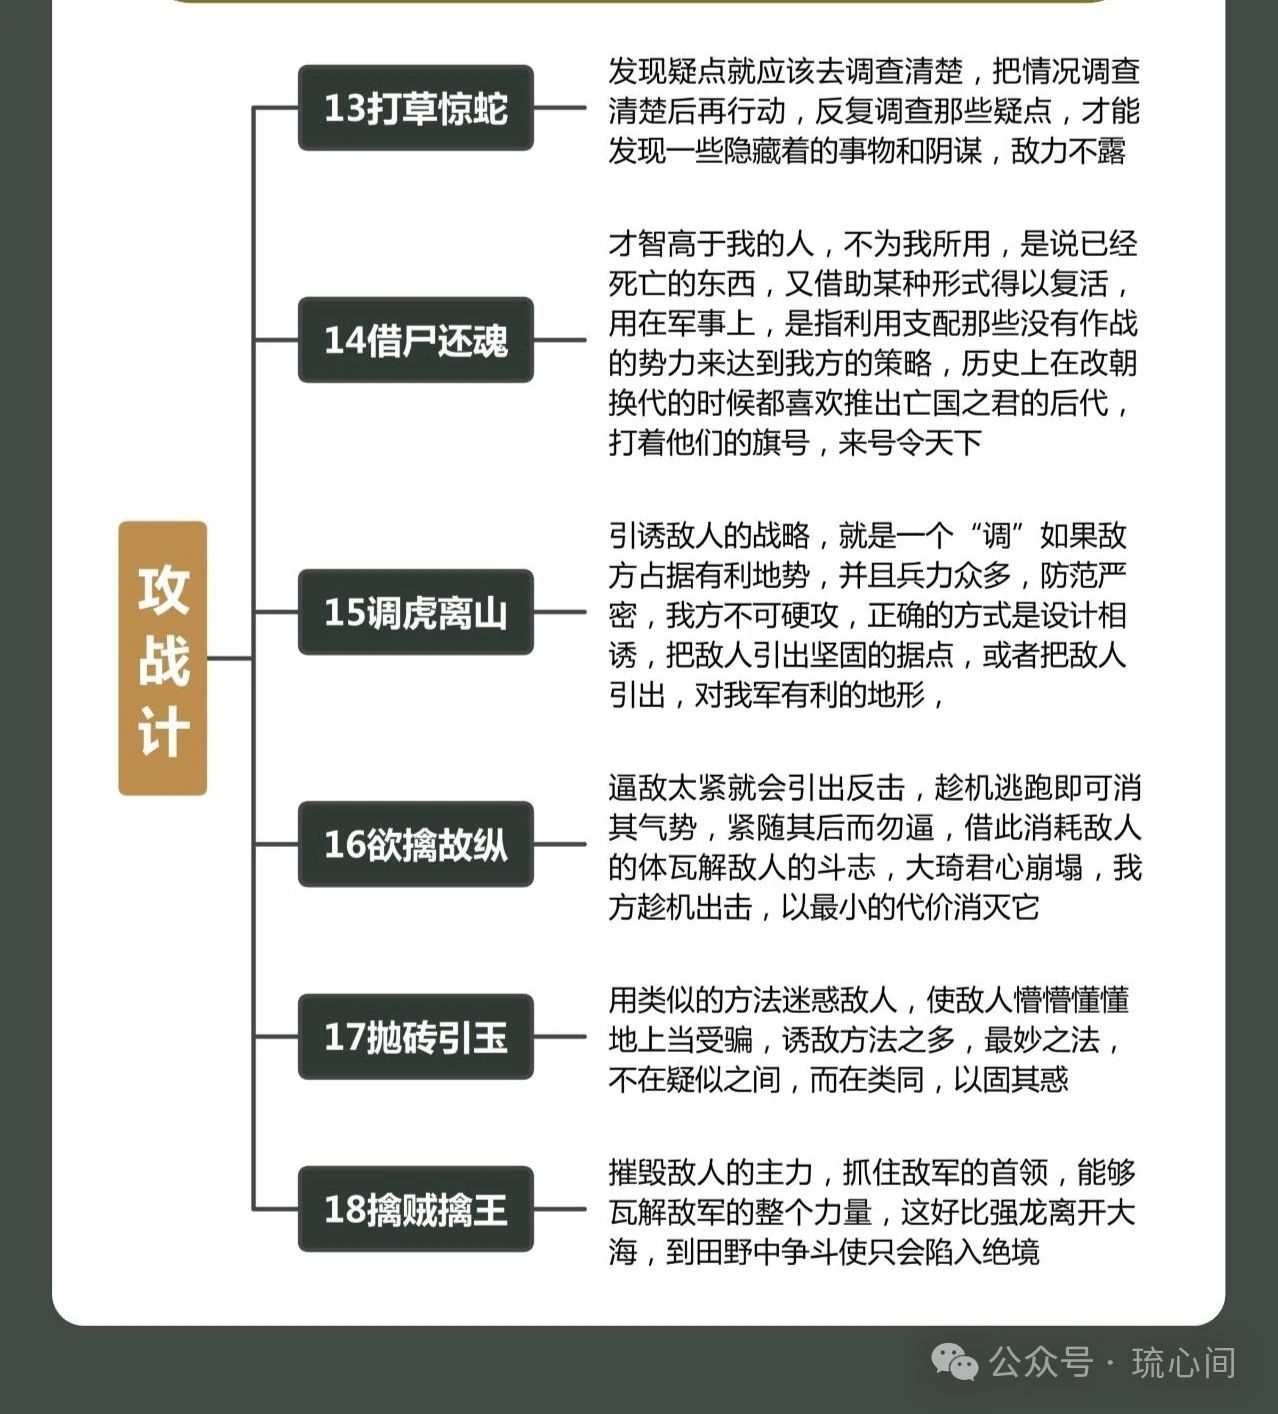 攻战计
13打草惊蛇
发现疑点就应该去调查清楚，把情况调查
清楚后再行动，反复调查那些疑点，才能
发现一些隐藏着的事物和阴谋，敌力不露
14借尸还魂
才智高于我的人，不为我所用，是说已经
死亡的东西，又借助某种形式得以复活，
用在军事上，是指利用支配那些没有作战
的势力来达到我方的策略，历史上在改朝
换代的时候都喜欢推出亡国之君的后代，
打着他们的旗号，来号令天下
15调虎离山
引诱敌人的战略，就是一个“调”如果敌
方占据有利地势，并且兵力众多，防范严
密，我方不可硬攻，正确的方式是设计相
诱，把敌人引出坚固的据点，或者把敌人
引出，对我军有利的地形，
16欲擒故纵
逼敌太紧就会引出反击，趁机逃跑即可消
其气势，紧随其后而勿逼，借此消耗敌人
的体瓦解敌人的斗志，大琦君心崩塌，我
方趁机出击，以最小的代价消灭它
17抛砖引玉
用类似的方法迷惑敌人，使敌人懵懵懂懂
地上当受骗，诱敌方法之多，最妙之法，
不在疑似之间，而在类同，以固其惑
18擒贼擒王
摧毁敌人的主力，抓住敌军的首领，能够
瓦解敌军的整个力量，这好比强龙离开大
海，到田野中争斗使只会陷入绝境
公众号·琉心间